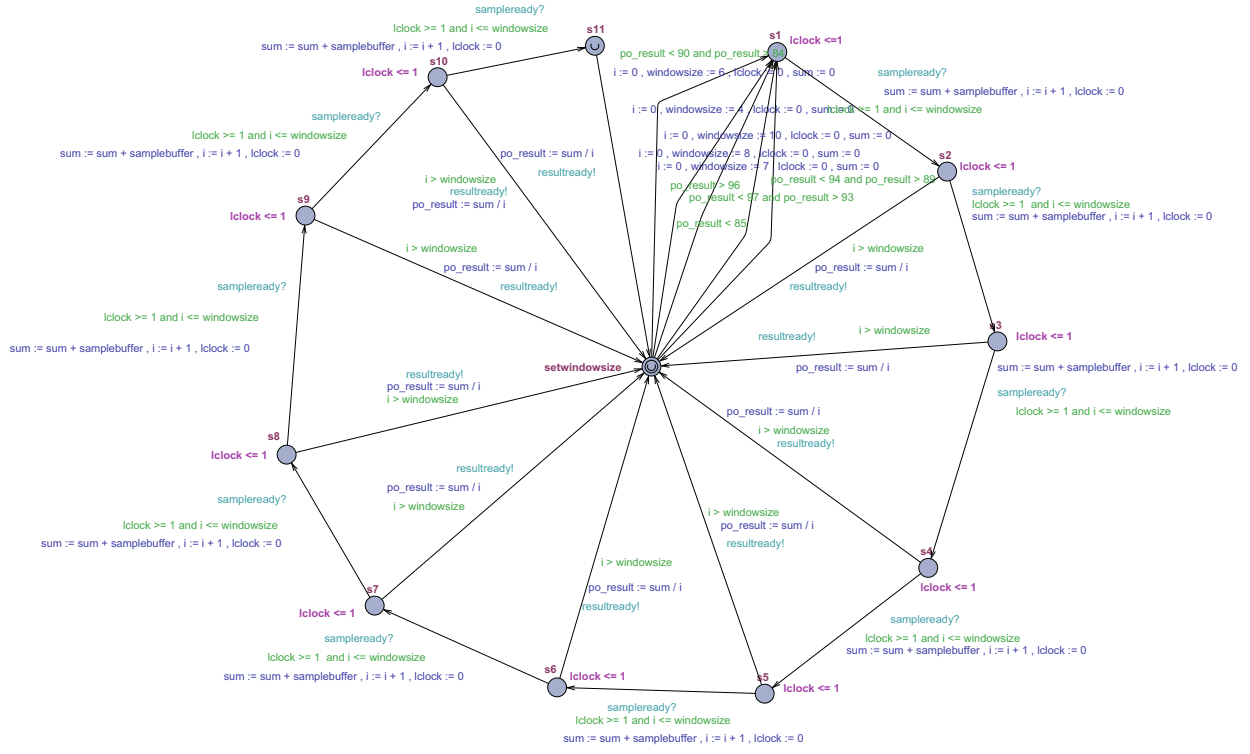 sampleready?
lclock >= 1 and i <= windowsize
sum := sum + samplebuffer , i := i + 1 , lclock := 0
s11
s10
lclock <= 1
s1
lclock <=1
po_result < 90 and po_result > 84
i := 0 , windowsize := 6 , lclock := 0 , sum := 0
sampleready?
sum := sum + samplebuffer , i := i + 1 , lclock := 0
lclock >= 1 and i <= windowsize
i := 0 , windowsize := 4 , lclock := 0 , sum := 0
i := 0 , windowsize := 10 , lclock := 0 , sum := 0
i := 0 , windowsize := 8 , lclock := 0 , sum := 0
i := 0 , windowsize := 7 , lclock := 0 , sum := 0
po_result > 96
po_result < 94 and po_result > 89
po_result < 97 and po_result > 93
po_result < 85
sampleready?
lclock >= 1 and i <= windowsize
sum := sum + samplebuffer , i := i + 1 , lclock := 0
po_result := sum / i
resultready!
i > windowsize
resultready!
po_result := sum / i
s2
lclock <= 1
sampleready?
lclock >= 1 and i <= windowsize
sum := sum + samplebuffer , i := i + 1 , lclock := 0
s9
lclock <= 1
i > windowsize
po_result := sum / i
resultready!
i > windowsize
po_result := sum / i
resultready!
sampleready?
lclock >= 1 and i <= windowsize
sum := sum + samplebuffer , i := i + 1 , lclock := 0
s3
lclock <= 1
resultready!
i > windowsize
po_result := sum / i
sum := sum + samplebuffer , i := i + 1 , lclock := 0
sampleready?
lclock >= 1 and i <= windowsize
setwindowsize
resultready!
po_result := sum / i
i > windowsize
s8
lclock <= 1
po_result := sum / i
i > windowsize
resultready!
resultready!
po_result := sum / i
i > windowsize
sampleready?
lclock >= 1 and i <= windowsize
sum := sum + samplebuffer , i := i + 1 , lclock := 0
i > windowsize
po_result := sum / i
resultready!
s4
lclock <= 1
i > windowsize
po_result := sum / i
resultready!
s7
lclock <= 1
sampleready?
lclock >= 1 and i <= windowsize
sum := sum + samplebuffer , i := i + 1 , lclock := 0
sampleready?
lclock >= 1 and i <= windowsize
sum := sum + samplebuffer , i := i + 1 , lclock := 0
s6
lclock <= 1
s5
lclock <= 1
sampleready?
lclock >= 1 and i <= windowsize
sum := sum + samplebuffer , i := i + 1 , lclock := 0